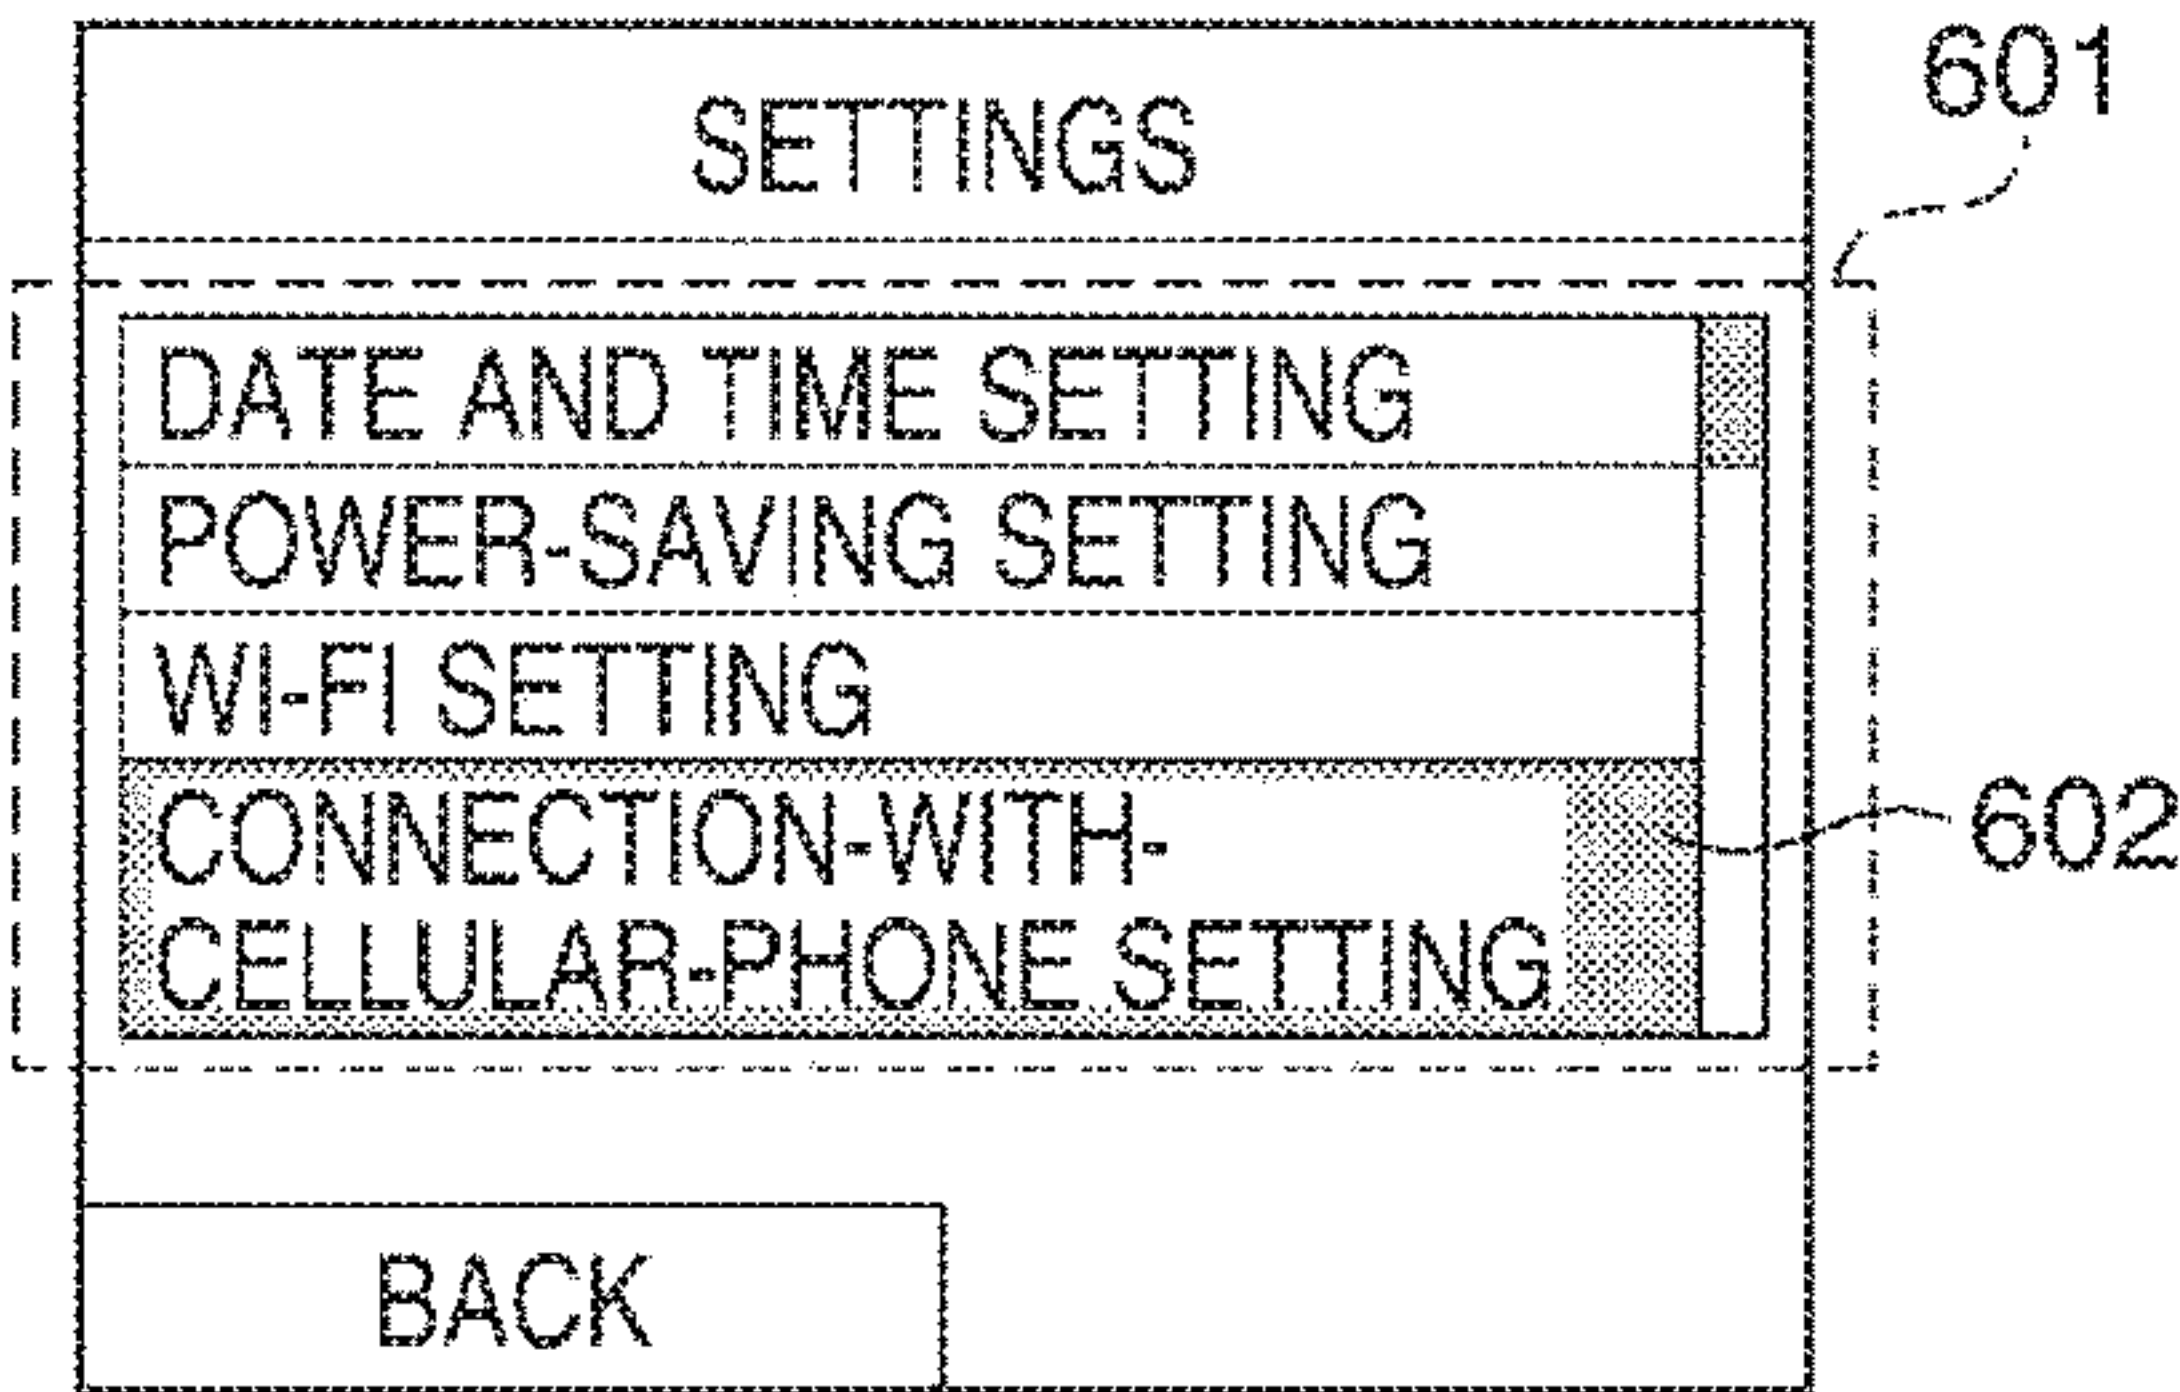 SETTINGS
601
DATE AND TIME SETTING
POWER-SAVING SETTING
WI-FI SETTING
CONNECTION-WITH-
CELLULAR-PHONE SETTING
602
BACK